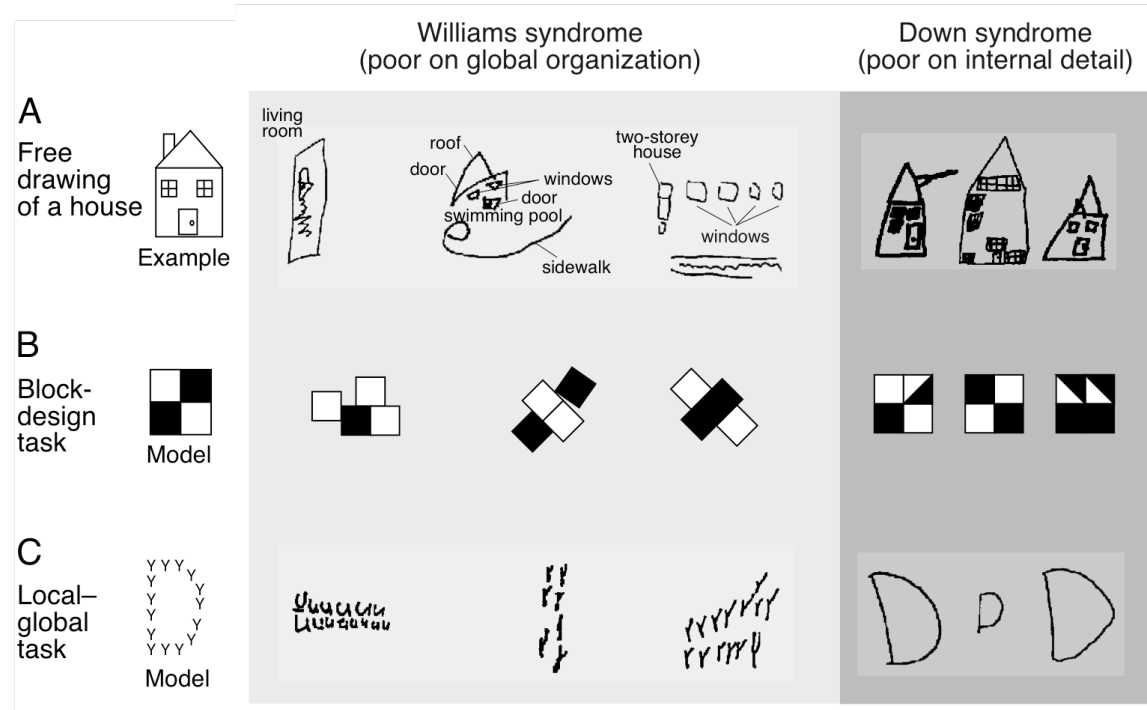 Williams syndrome
(poor on global organization)
Down syndrome
(poor on internal detail)
A
Free
drawing
of a house
Example
living
room
roof
door
windows
door
swimming pool
sidewalk
two-storey
house
windows
B
Block-
design
task
Model
C
Local–
global
task
Y Y Y
Y Y
Y Y
Y Y
Y Y
Y Y
Y Y Y
Model